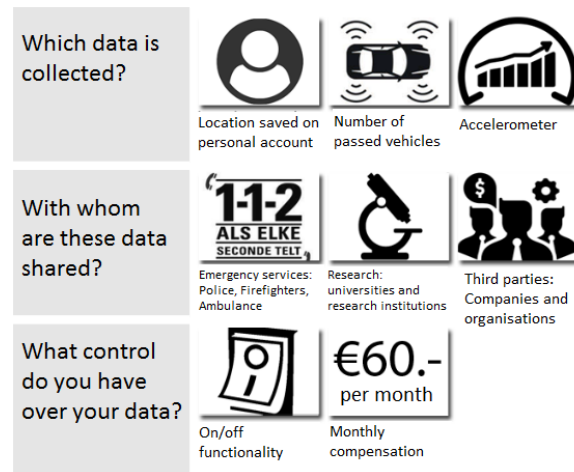 Which data is
collected?
Location saved on
personal account
Number of
passed vehicles
Accelerometer
With whom
are these data
shared?
1-1-2
ALS ELKE
SECONDE TELT
Emergency services:
Police, Firefighters,
Ambulance
Research:
universities and
research institutions
$
Third parties:
Companies and
organisations
What control
do you have
over your data?
On/off
functionality
€60.-
per month
Monthly
compensation